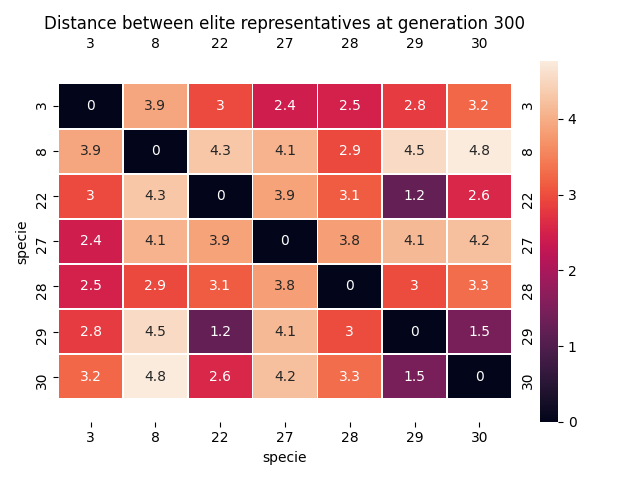 Distance between elite representatives at generation 300
3 8 22 27 28 29 30
3 0 3.9 3 2.4 2.5 2.8 3.2 3
8 3.9 0 4.3 4.1 2.9 4.5 4.8 8
22 3 4.3 0 3.9 3.1 1.2 2.6 22
27 2.4 4.1 3.9 0 3.8 4.1 4.2 27
28 2.5 2.9 3.1 3.8 0 3 3.3 28
29 2.8 4.5 1.2 4.1 3 0 1.5 29
30 3.2 4.8 2.6 4.2 3.3 1.5 0 30
3 8 22 27 28 29 30
specie
specie
4
3
2
1
0